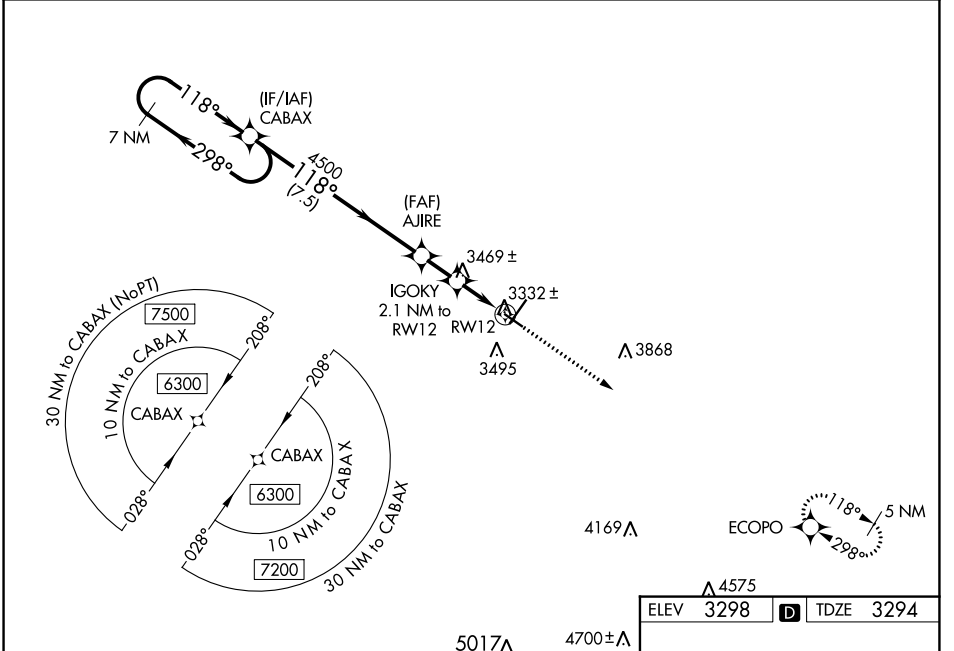 118°
(IF/IAF)
CABAX
7 NM
298°
4500
118°
(7.5)
(FAF)
AJIRE
3469 ±
IGOKY
2.1 NM to
RW12
3332 ±
RW12
3495
3868
30 NM to CABAX (NoPT)
7500
10 NM to CABAX
208°
6300
CABAX
028°
208°
CABAX
6300
10 NM to CABAX
028°
7200
30 NM to CABAX
4169
ECOPO
118°
5 NM
298°
4575
ELEV 3298 D TDZE 3294
5017
4700±